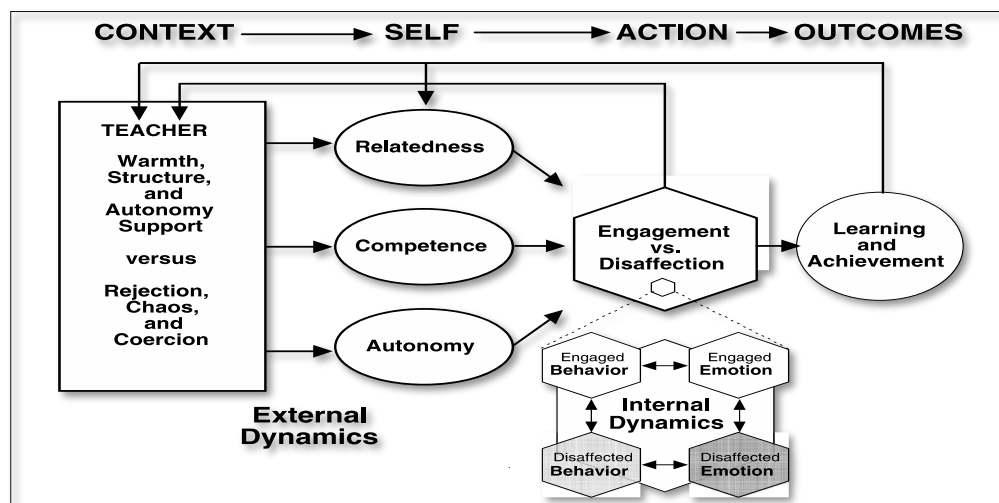 CONTEXT SELF ACTION OUTCOMES
TEACHER
Warmth,
Structure,
and
Autonomy
Support
versus
Rejection,
Chaos,
and
Coercion
Relatedness
Competence
Autonomy
Engagement
vs.
Disaffection
Learning
and
Achievement
External
Dynamics
Engaged
Behavior
Engaged
Emotion
Internal
Dynamics
Disaffected
Behavior
Disaffected
Emotion